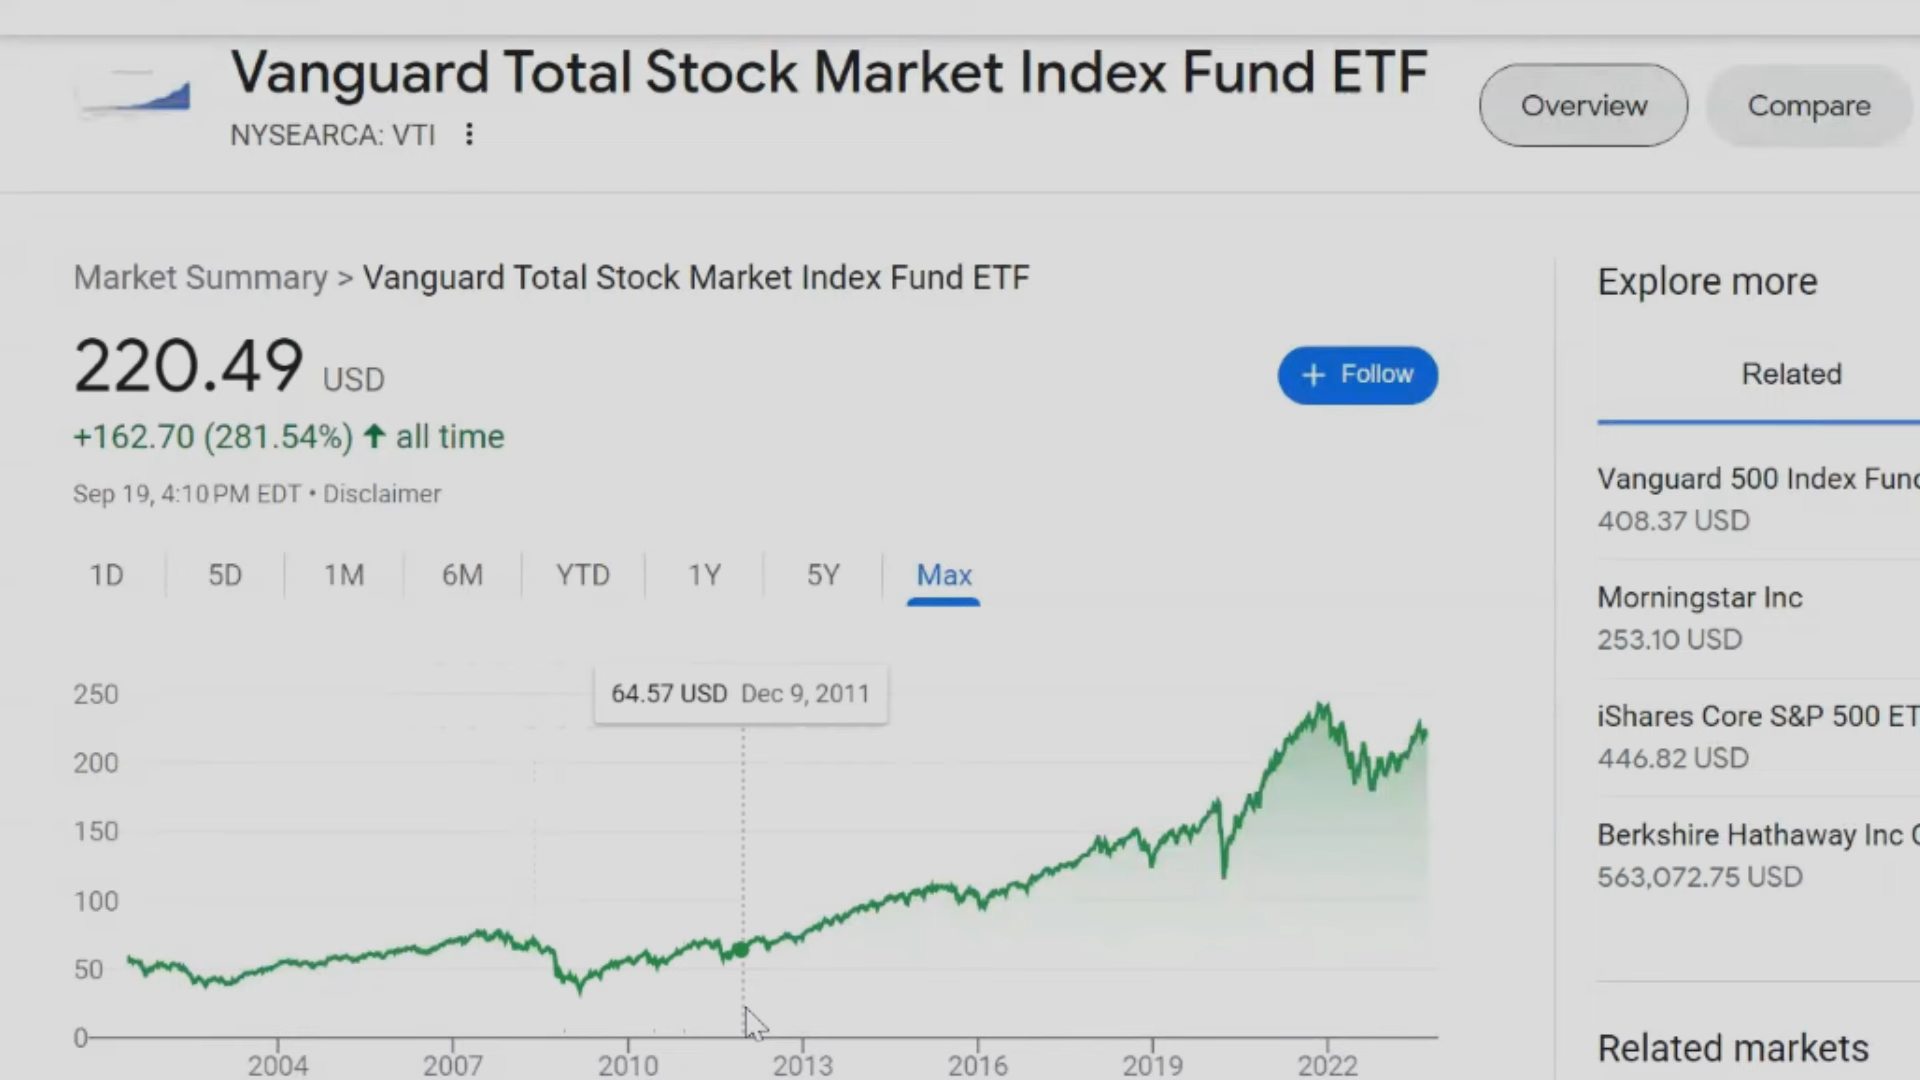 Vanguard Total Stock Market Index Fund ETF
NYSEARCA: VTI
Overview
Compare
Market Summary > Vanguard Total Stock Market Index Fund ETF
220.49 USD
+162.70 (281.54%) ↑ all time
Sep 19, 4:10 PM EDT • Disclaimer
+ Follow
1D 5D 1M 6M YTD 1Y 5Y Max
64.57 USD Dec 9, 2011
250
200
150
100
50
0
2004 2007 2010 2013 2016 2019 2022
Explore more
Related
Vanguard 500 Index Fund
408.37 USD
Morningstar Inc
253.10 USD
iShares Core S&P 500 ET
446.82 USD
Berkshire Hathaway Inc
563,072.75 USD
Related markets